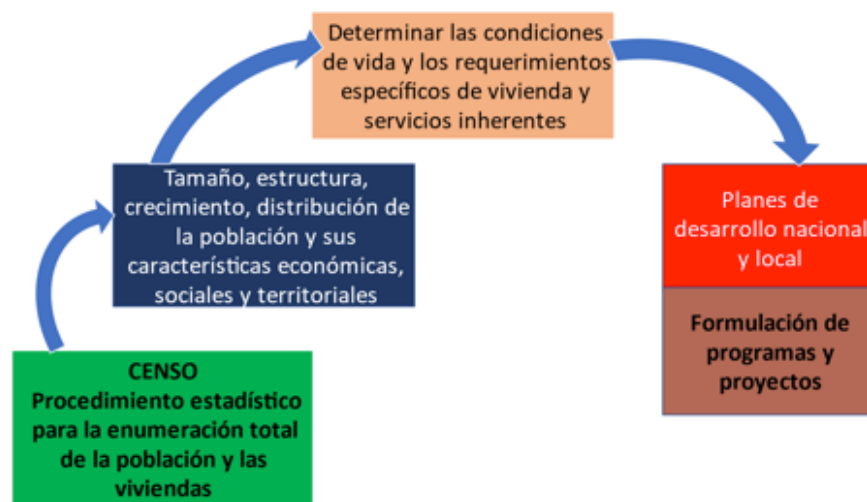 Determinar las condiciones
de vida y los requerimientos
específicos de vivienda y
servicios inherentes
Tamaño, estructura,
crecimiento, distribución de
la población y sus
características económicas,
sociales y territoriales
Planes de
desarrollo nacional
y local
Formulación de
programas y
proyectos
CENSO
Procedimiento estadístico
para la enumeración total
de la población y las
viviendas